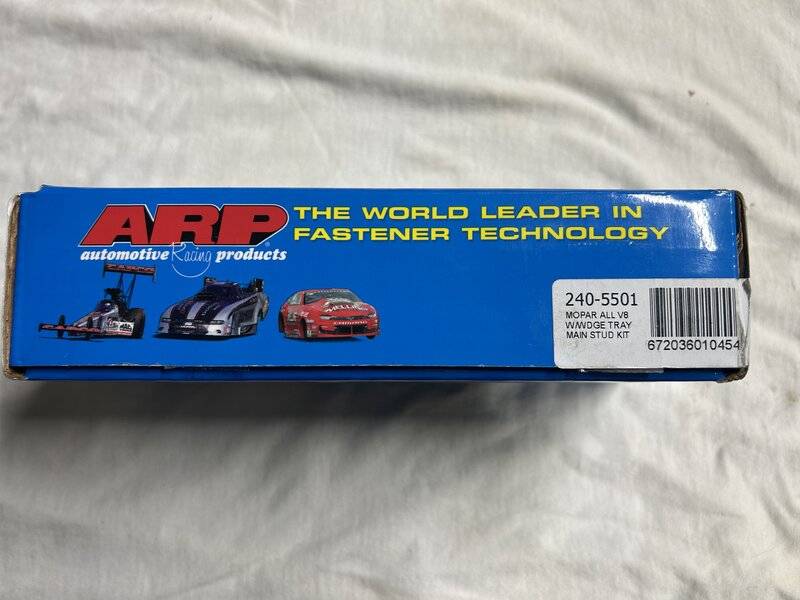 ARP
automotive Racing products
THE WORLD LEADER IN
FASTENER TECHNOLOGY
240-5501
MOPAR ALL V8
W/WDGE TRAY
MAIN STUD KIT
672036010454